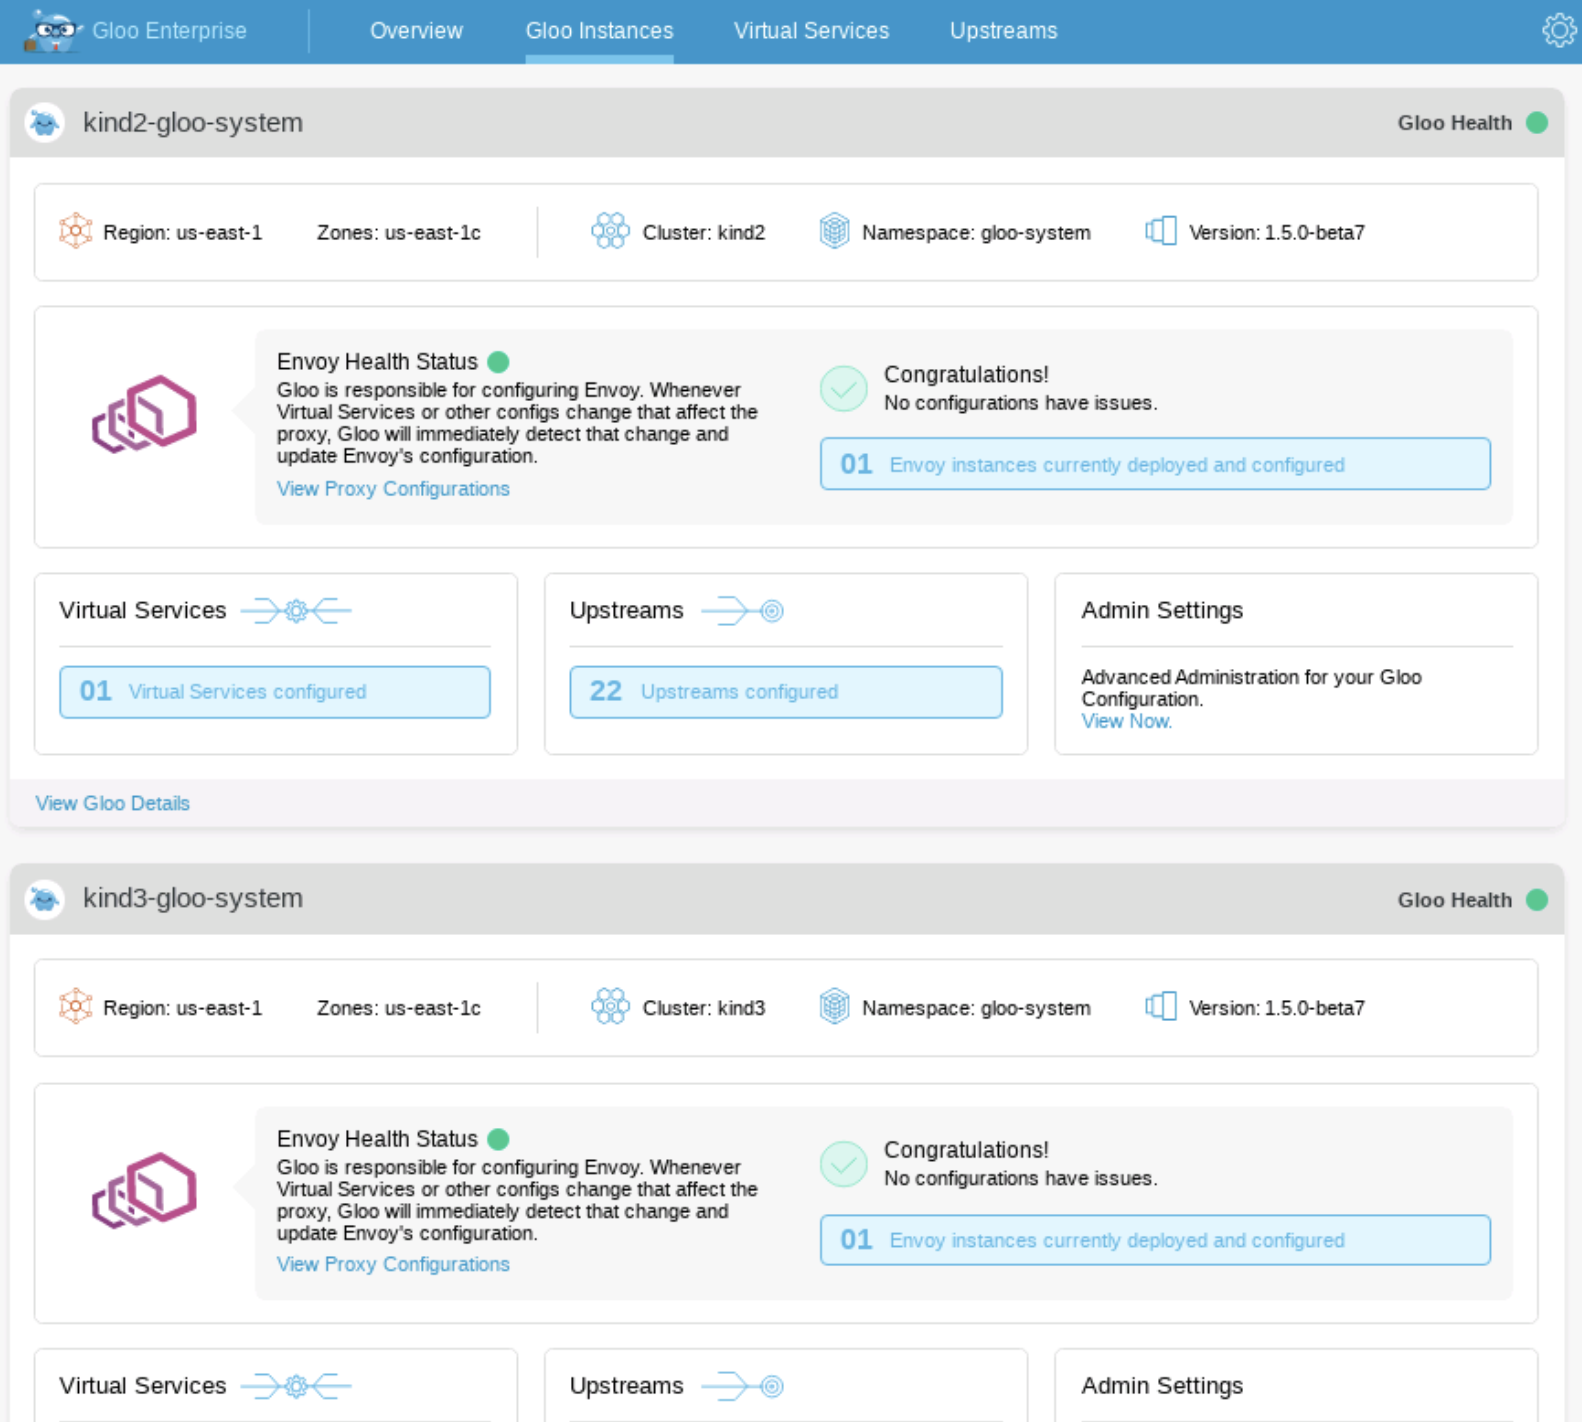 Gloo Enterprise
Overview
Gloo Instances
Virtual Services
Upstreams
kind2-gloo-system
Gloo Health
Region: us-east-1
Zones: us-east-1c
Cluster: kind2
Namespace: gloo-system
Version: 1.5.0-beta7
Envoy Health Status
Gloo is responsible for configuring Envoy. Whenever
Virtual Services or other configs change that affect the
proxy, Gloo will immediately detect that change and
update Envoy's configuration.
View Proxy Configurations
Congratulations!
No configurations have issues.
01 Envoy instances currently deployed and configured
Virtual Services
01 Virtual Services configured
Upstreams
22 Upstreams configured
Admin Settings
Advanced Administration for your Gloo
Configuration.
View Now.
View Gloo Details
kind3-gloo-system
Gloo Health
Region: us-east-1
Zones: us-east-1c
Cluster: kind3
Namespace: gloo-system
Version: 1.5.0-beta7
Envoy Health Status
Gloo is responsible for configuring Envoy. Whenever
Virtual Services or other configs change that affect the
proxy, Gloo will immediately detect that change and
update Envoy's configuration.
View Proxy Configurations
Congratulations!
No configurations have issues.
01 Envoy instances currently deployed and configured
Virtual Services
Upstreams
Admin Settings